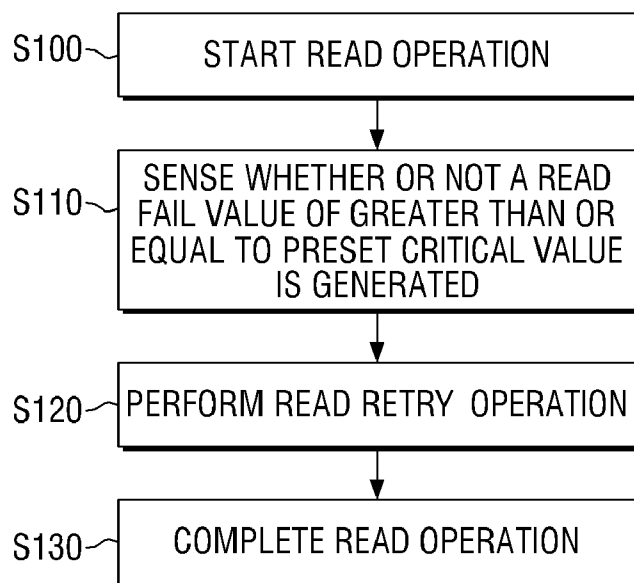 S100
START READ OPERATION
S110
SENSE WHETHER OR NOT A READ
FAIL VALUE OF GREATER THAN OR
EQUAL TO PRESET CRITICAL VALUE
IS GENERATED
S120
PERFORM READ RETRY OPERATION
S130
COMPLETE READ OPERATION